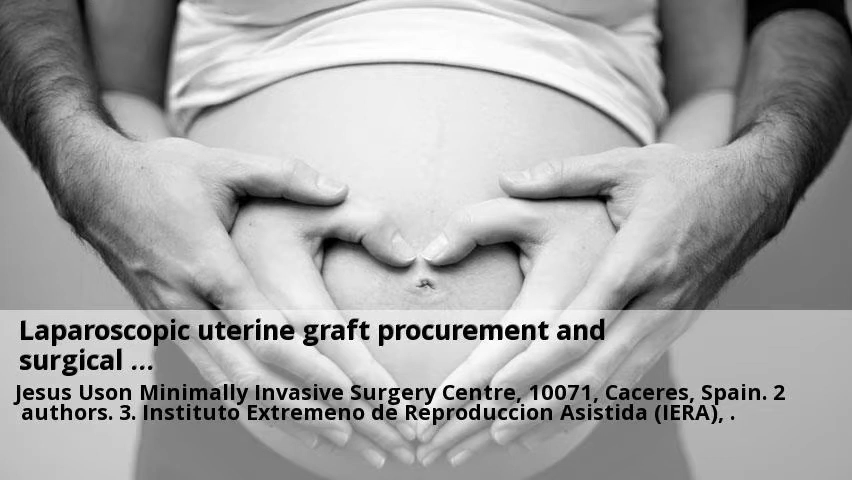 Laparoscopic uterine graft procurement and
surgical ...
Jesus Uson Minimally Invasive Surgery Centre, 10071, Caceres, Spain. 2
authors. 3. Instituto Extremeno de Reproduccion Asistida (IERA), .